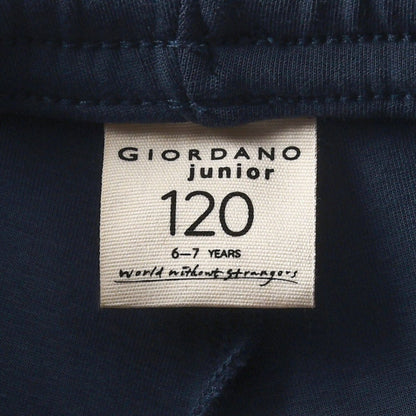 GIORDANO
junior
120
6–7 YEARS
World without strangers